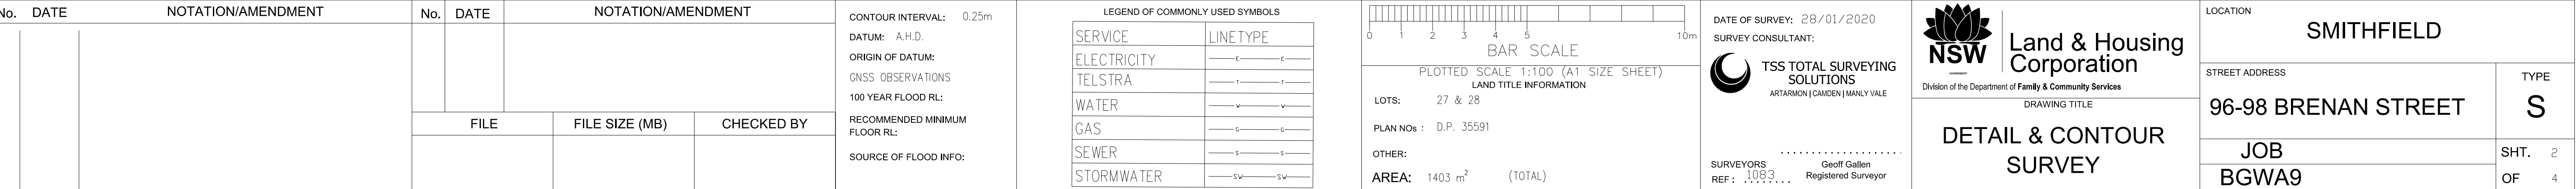 No. DATE NOTATION/AMENDMENT
No. DATE NOTATION/AMENDMENT
FILE FILE SIZE (MB) CHECKED BY
CONTOUR INTERVAL: 0.25m
DATUM: A.H.D.
ORIGIN OF DATUM:
GNSS OBSERVATIONS
100 YEAR FLOOD RL:
RECOMMENDED MINIMUM
FLOOR RL:
SOURCE OF FLOOD INFO:
LEGEND OF COMMONLY USED SYMBOLS
SERVICE LINETYPE
ELECTRICITY E E
TELSTRA T T
WATER W W
GAS G G
SEWER S S
STORMWATER SW SW
0 1 2 3 4 5 10m
BAR SCALE
PLOTTED SCALE 1:100 (A1 SIZE SHEET)
LAND TITLE INFORMATION
LOTS: 27 & 28
PLAN NOs : D.P. 35591
OTHER:
AREA: 1403 m² (TOTAL)
DATE OF SURVEY: 28/01/2020
SURVEY CONSULTANT:
TSS TOTAL SURVEYING
SOLUTIONS
ARTARMON | CAMDEN | MANLY VALE
SURVEYORS
REF : 1083
Geoff Gallen
Registered Surveyor
NSW
GOVERNMENT
Land & Housing
Corporation
Division of the Department of Family & Community Services
DRAWING TITLE
DETAIL & CONTOUR
SURVEY
LOCATION
SMITHFIELD
STREET ADDRESS
96-98 BRENAN STREET
TYPE
S
JOB
BGWA9
SHT. 2
OF 4